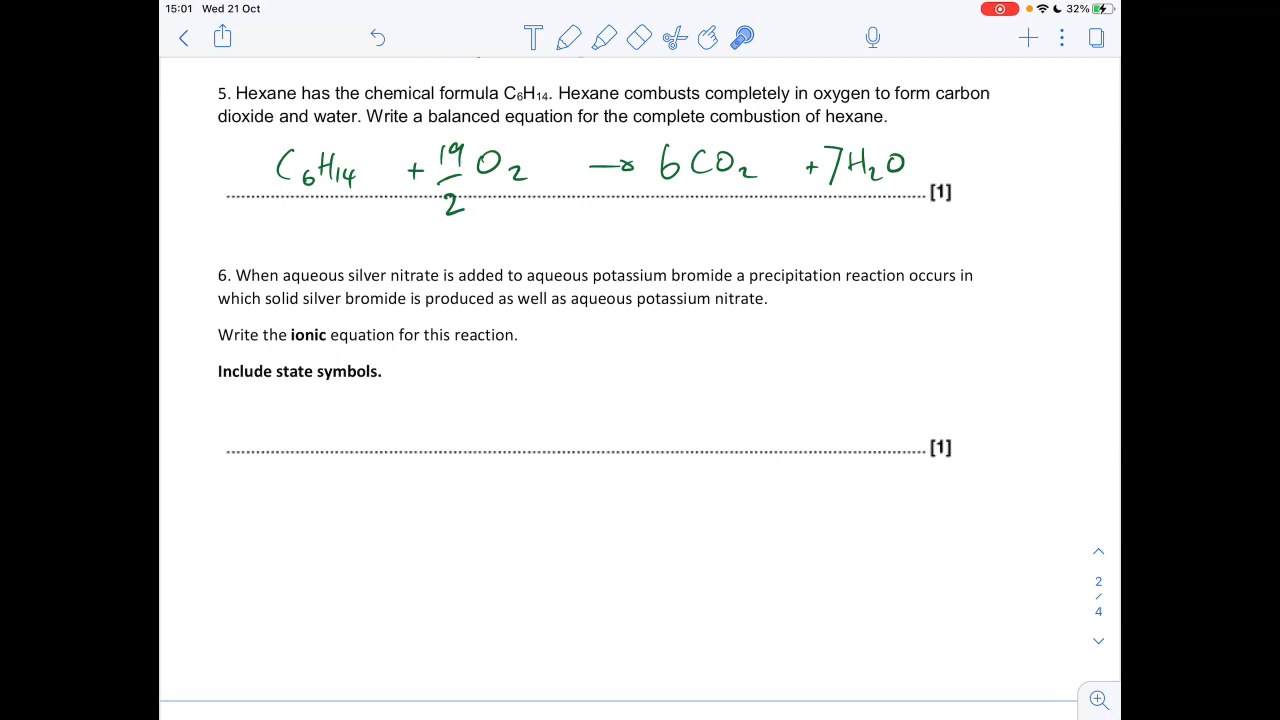 15:01 Wed 21 Oct 32%
T
5. Hexane has the chemical formula C₆H₁₄. Hexane combusts completely in oxygen to form carbon
dioxide and water. Write a balanced equation for the complete combustion of hexane.
C₆H₁₄ + 19/2 O₂ → 6CO₂ + 7H₂O
[1]
6. When aqueous silver nitrate is added to aqueous potassium bromide a precipitation reaction occurs in
which solid silver bromide is produced as well as aqueous potassium nitrate.
Write the ionic equation for this reaction.
Include state symbols.
[1]
2
/
4